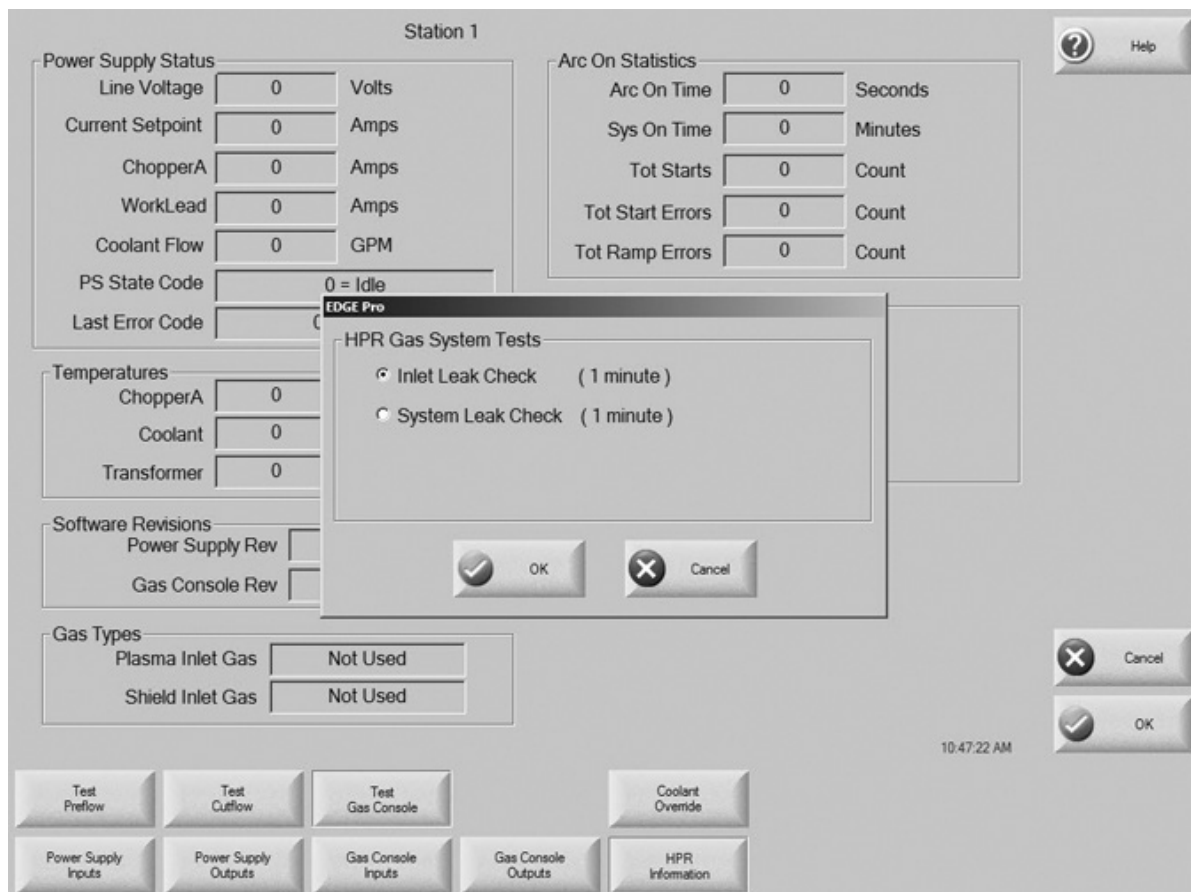 Station 1
Help
Power Supply Status
Line Voltage 0 Volts
Current Setpoint 0 Amps
ChopperA 0 Amps
WorkLead 0 Amps
Coolant Flow 0 GPM
PS State Code 0 = Idle
Last Error Code
Arc On Statistics
Arc On Time 0 Seconds
Sys On Time 0 Minutes
Tot Starts 0 Count
Tot Start Errors 0 Count
Tot Ramp Errors 0 Count
EDGE Pro
HPR Gas System Tests
Inlet Leak Check ( 1 minute )
System Leak Check ( 1 minute )
OK Cancel
Temperatures
ChopperA 0
Coolant 0
Transformer 0
Software Revisions
Power Supply Rev
Gas Console Rev
Gas Types
Plasma Inlet Gas Not Used
Shield Inlet Gas Not Used
Cancel
OK
10:47:22 AM
Test
Preflow
Test
Cutflow
Test
Gas Console
Coolant
Override
Power Supply
Inputs
Power Supply
Outputs
Gas Console
Inputs
Gas Console
Outputs
HPR
Information